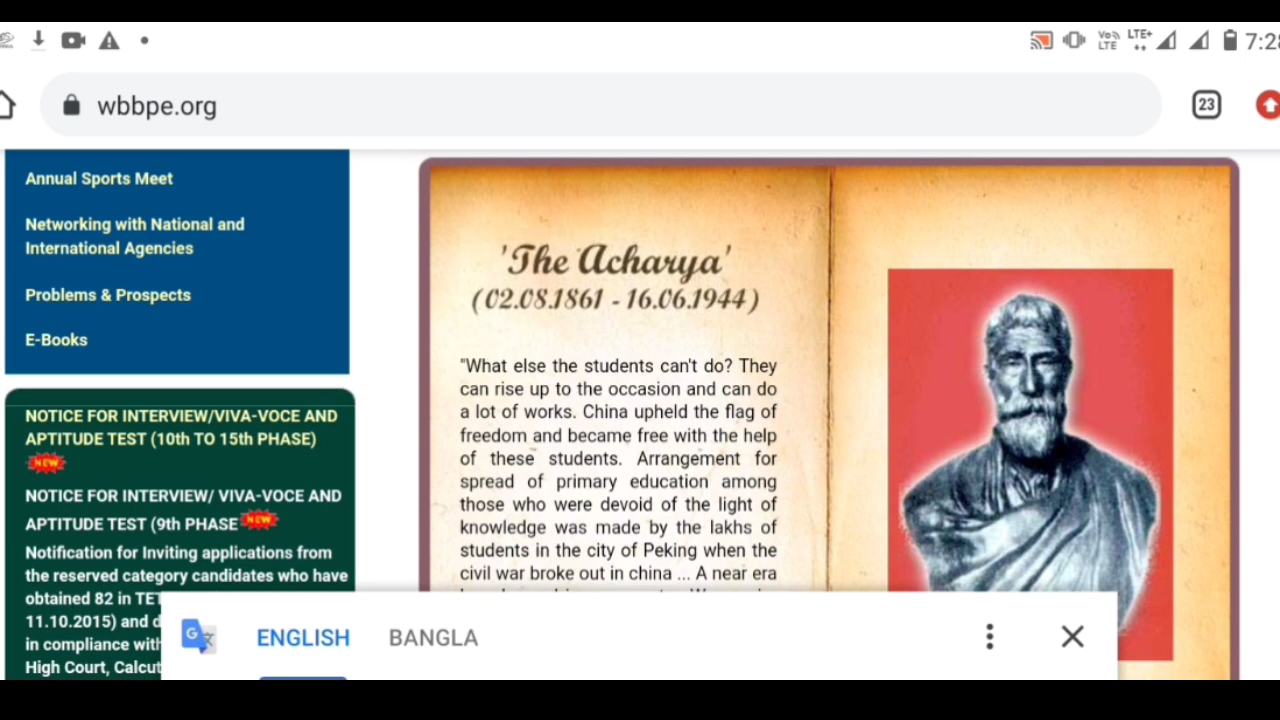 Vo
LTE
LTE+
7:28
wbbpe.org
23
Annual Sports Meet
Networking with National and
International Agencies
Problems & Prospects
E-Books
NOTICE FOR INTERVIEW/VIVA-VOCE AND
APTITUDE TEST (10th TO 15th PHASE)
NEW
NOTICE FOR INTERVIEW/ VIVA-VOCE AND
APTITUDE TEST (9th PHASE NEW
Notification for Inviting applications from
the reserved category candidates who have
obtained 82 in TET
11.10.2015) and d
in compliance with
High Court, Calcut
'The Acharya'
(02.08.1861 - 16.06.1944)
"What else the students can't do? They
can rise up to the occasion and can do
a lot of works. China upheld the flag of
freedom and became free with the help
of these students. Arrangement for
spread of primary education among
those who were devoid of the light of
knowledge was made by the lakhs of
students in the city of Peking when the
civil war broke out in china ... A near era
G
ENGLISH
BANGLA